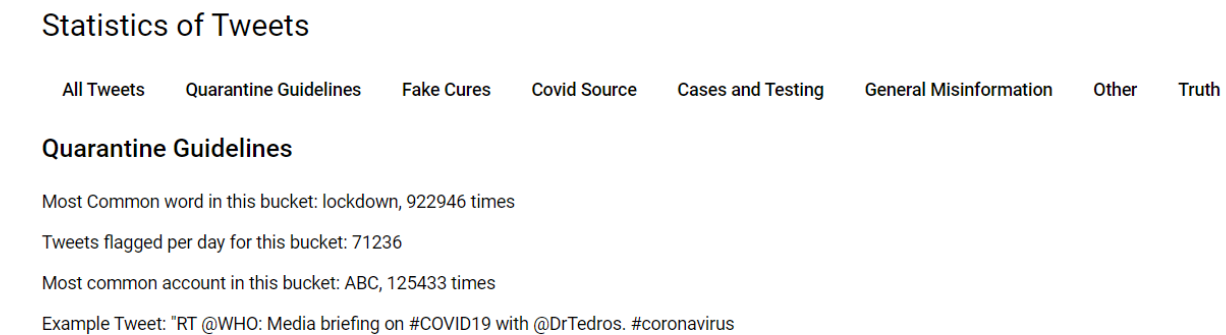 Statistics of Tweets
All Tweets Quarantine Guidelines Fake Cures Covid Source Cases and Testing General Misinformation Other Truth
Quarantine Guidelines
Most Common word in this bucket: lockdown, 922946 times
Tweets flagged per day for this bucket: 71236
Most common account in this bucket: ABC, 125433 times
Example Tweet: "RT @WHO: Media briefing on #COVID19 with @DrTedros. #coronavirus